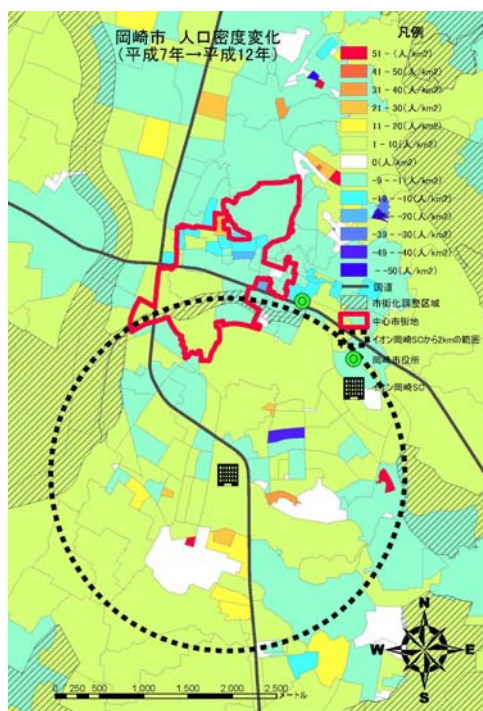 岡崎市 人口密度変化
(平成7年→平成12年)
凡例
51 - (人/km2)
41 - 50 (人/km2)
31 - 40 (人/km2)
21 - 30 (人/km2)
11 - 20 (人/km2)
1 - 10 (人/km2)
0 (人/km2)
-9 - -1 (人/km2)
-19 - -10 (人/km2)
-20 (人/km2)
-39 - -30 (人/km2)
-49 - -40 (人/km2)
- -50 (人/km2)
国道
市街化調整区域
中心市街地
イオン岡崎SCから2kmの範囲
岡崎市役所
イオン岡崎SC
N
W
E
S
0 250 500 1,000 1,500 2,000 2,500
メートル